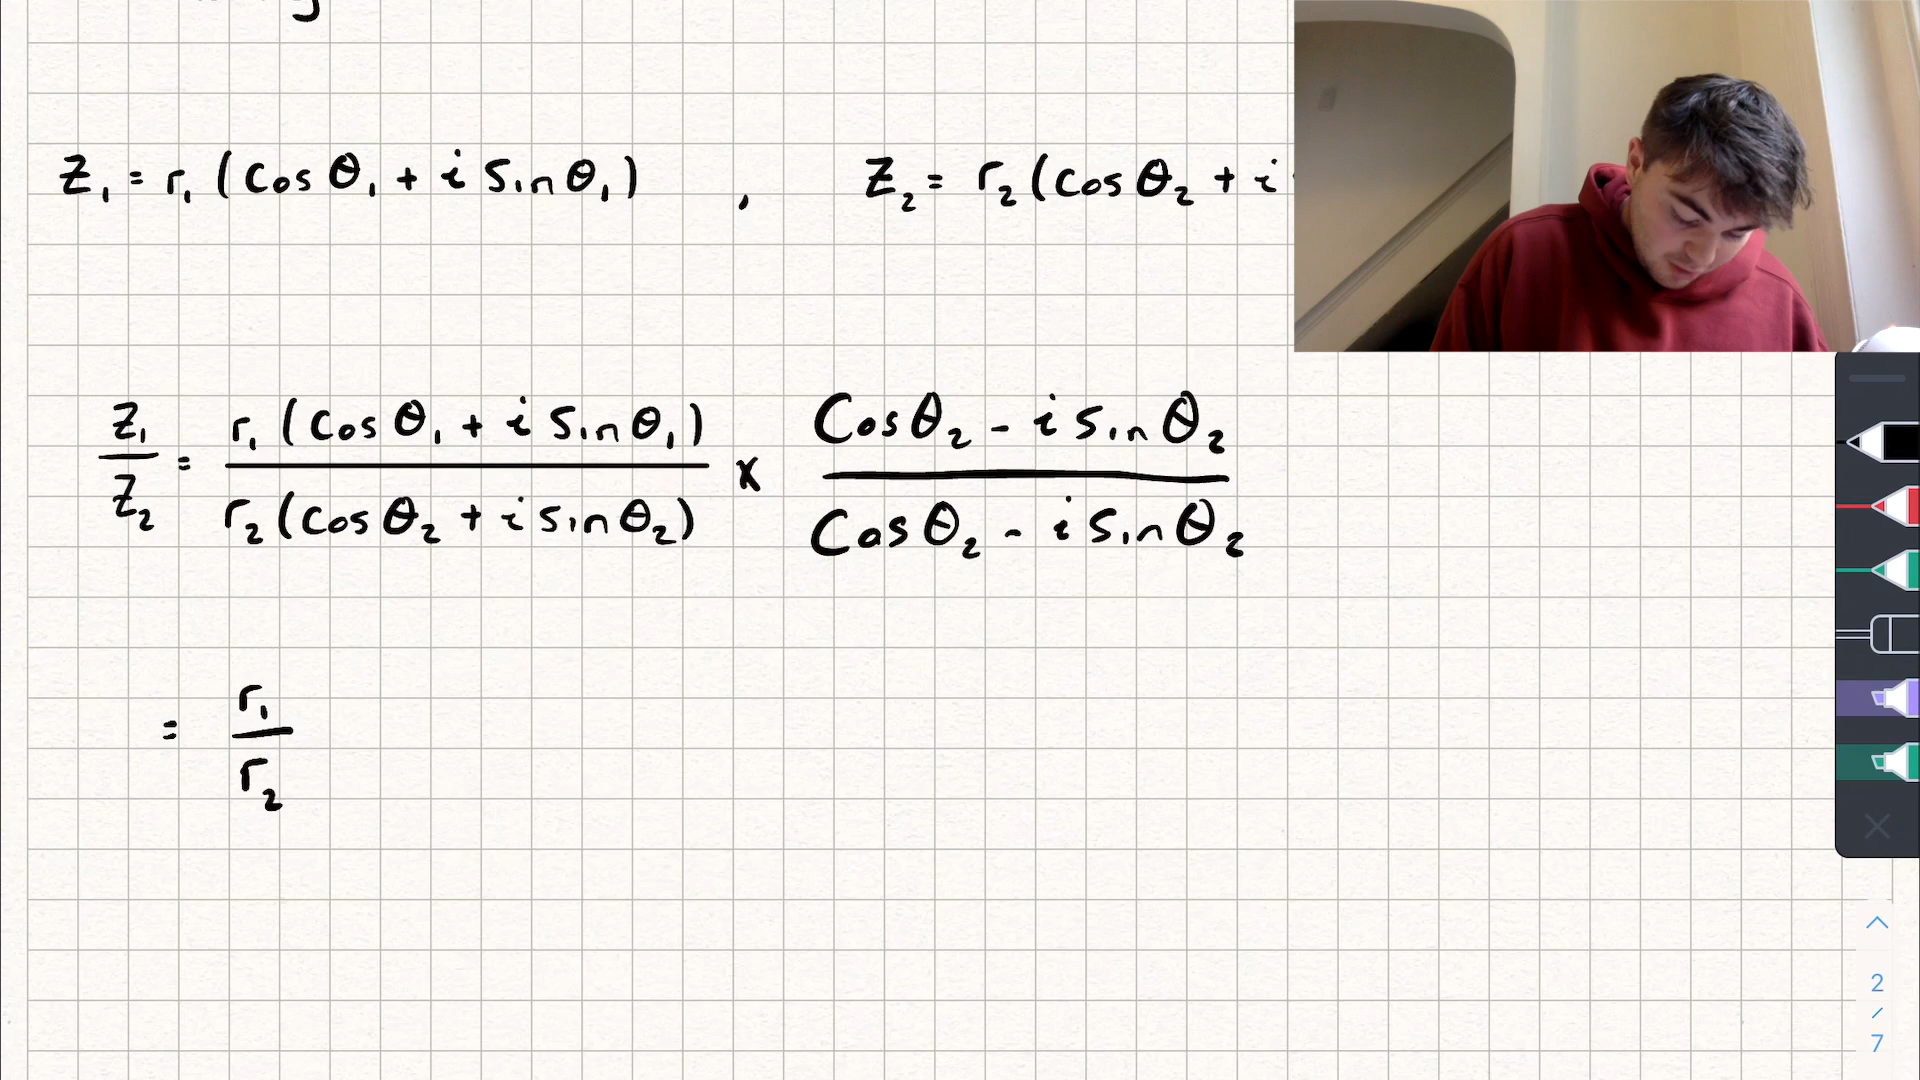 Z₁ = r₁ (Cos θ₁ + i Sin θ₁) , Z₂ = r₂ (Cos θ₂ + i
Z₁/Z₂ = r₁ (Cos θ₁ + i Sin θ₁) / r₂ (Cos θ₂ + i Sin θ₂) x Cos θ₂ - i Sin θ₂ / Cos θ₂ - i Sin θ₂
= r₁ / r₂
2
/
7